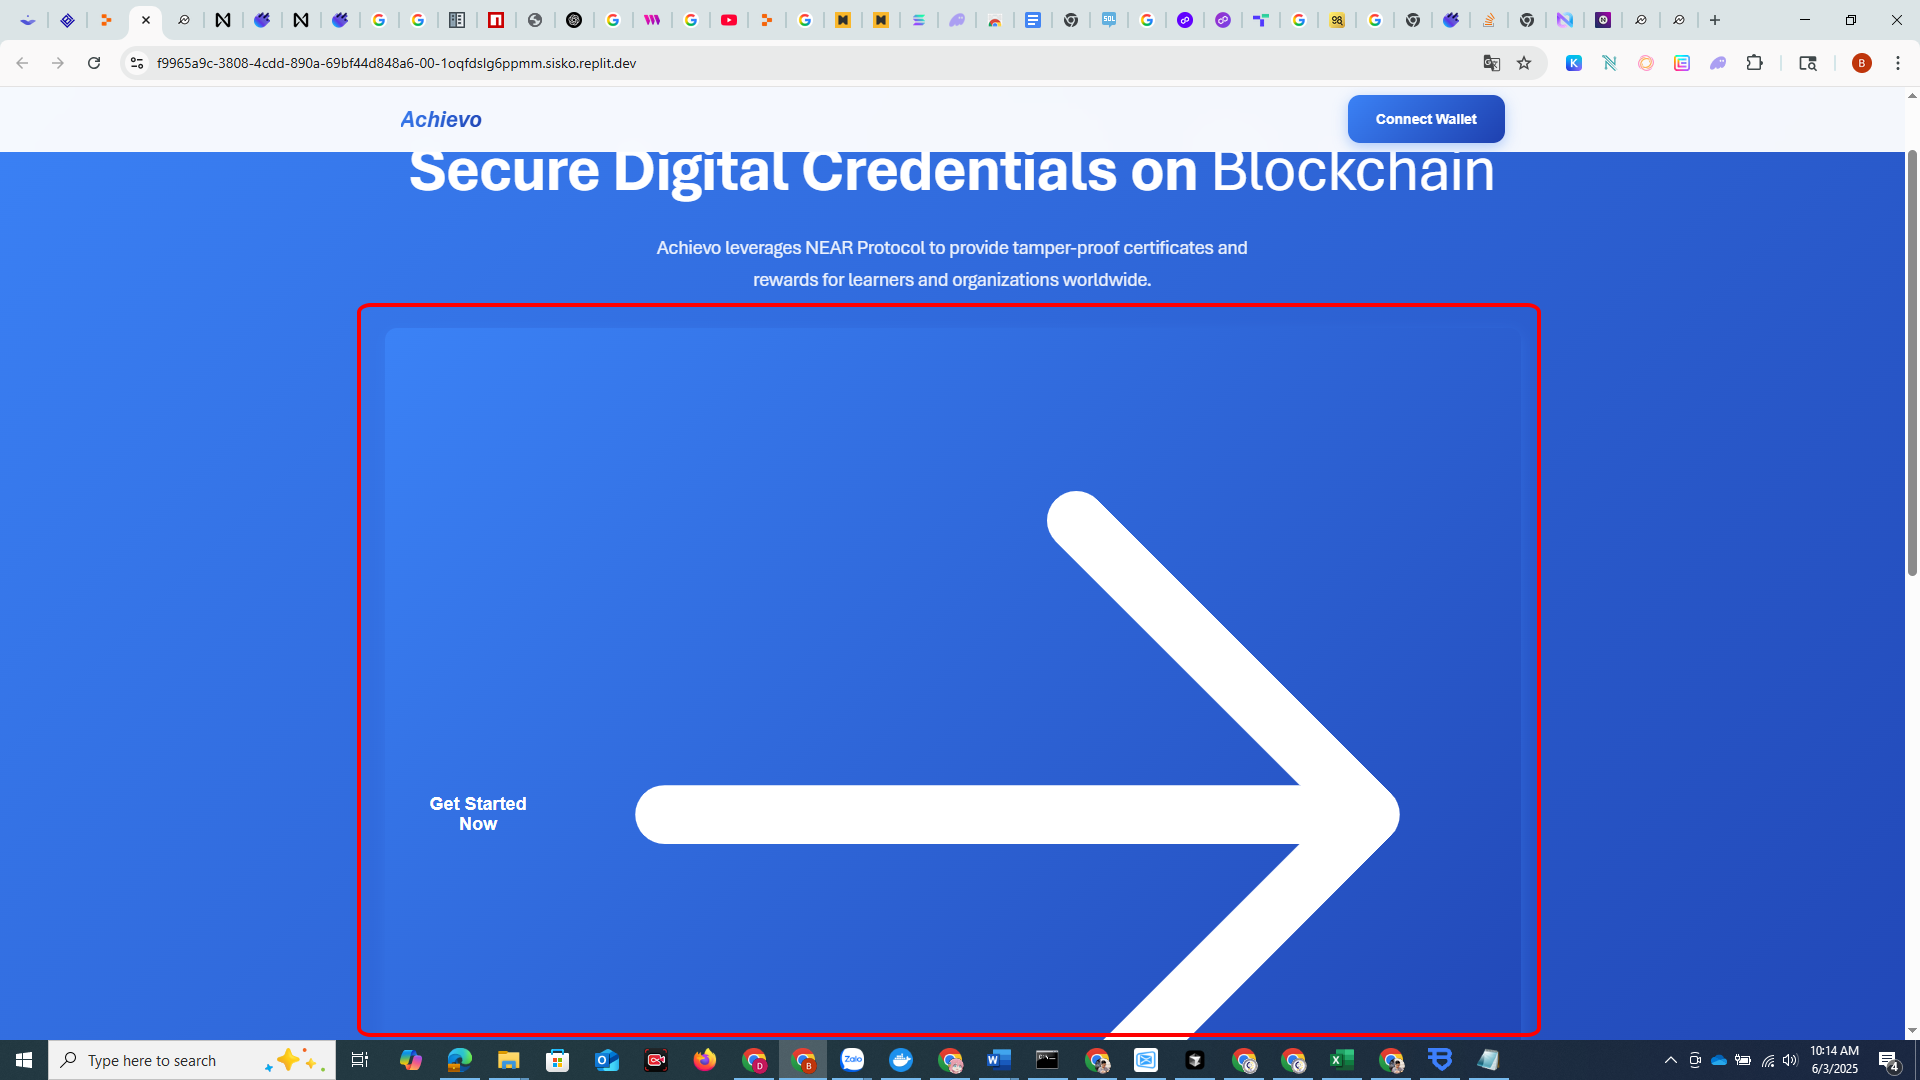 f9965a9c-3808-4cdd-890a-69bf44d848a6-00-1oqfdslg6ppmm.sisko.replit.dev
B
Achievo
Connect Wallet
Secure Digital Credentials on Blockchain
Achievo leverages NEAR Protocol to provide tamper-proof certificates and
rewards for learners and organizations worldwide.
Get Started
Now
Type here to search
10:14 AM
6/3/2025
4